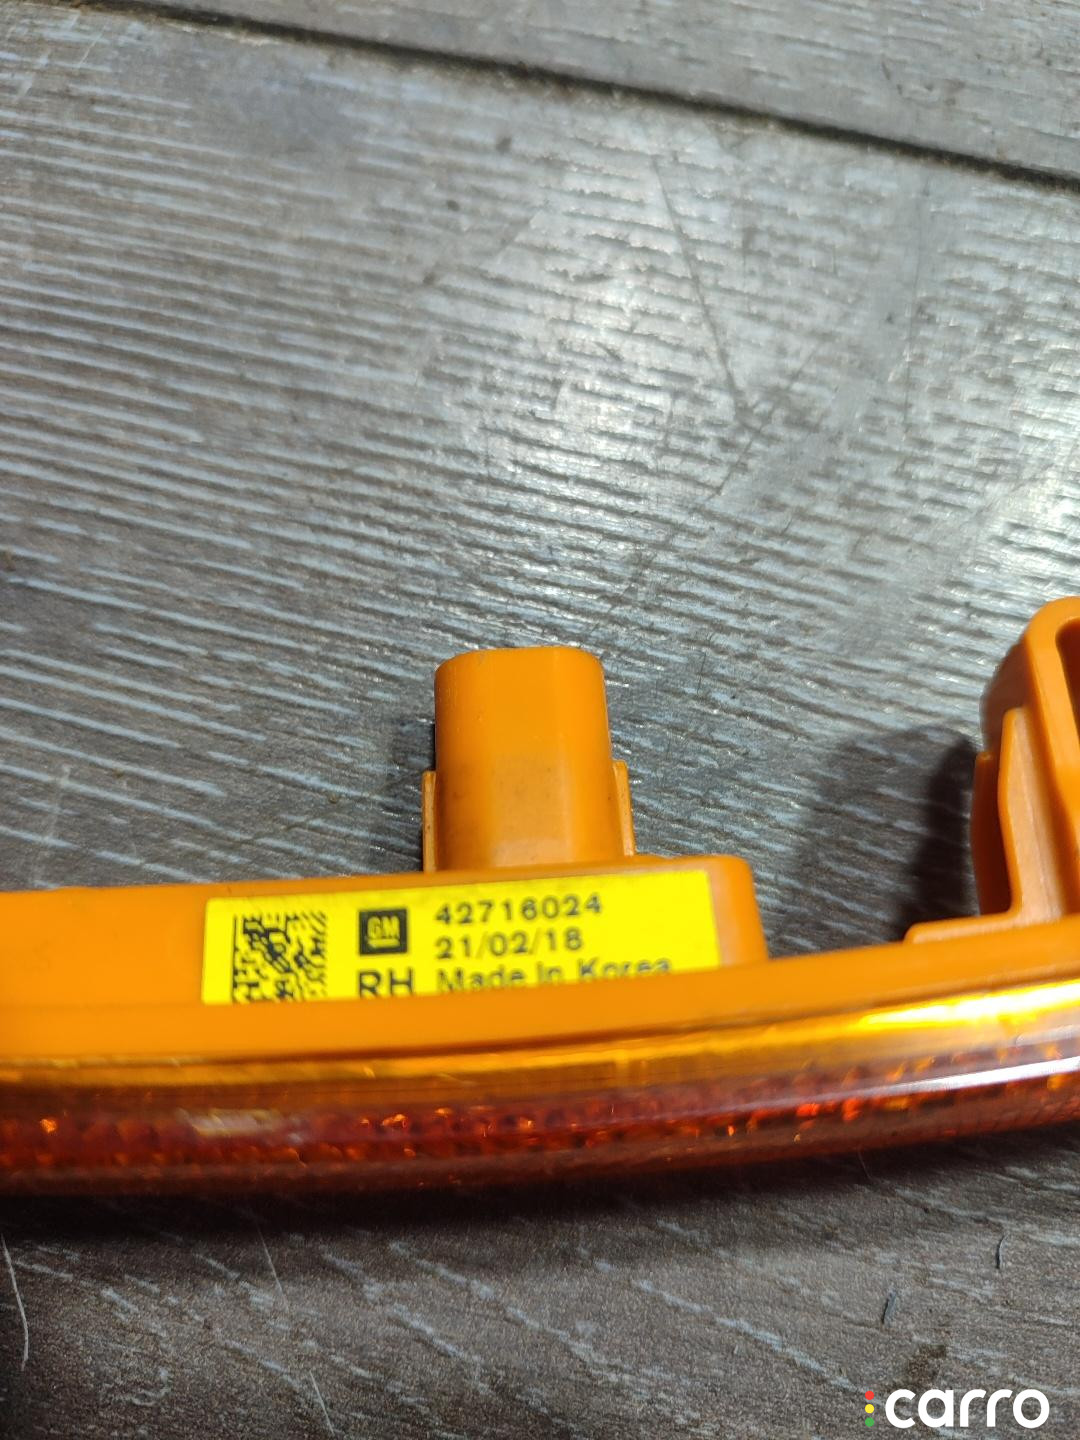 GM
42716024
21/02/18
RH Made In Korea
carro